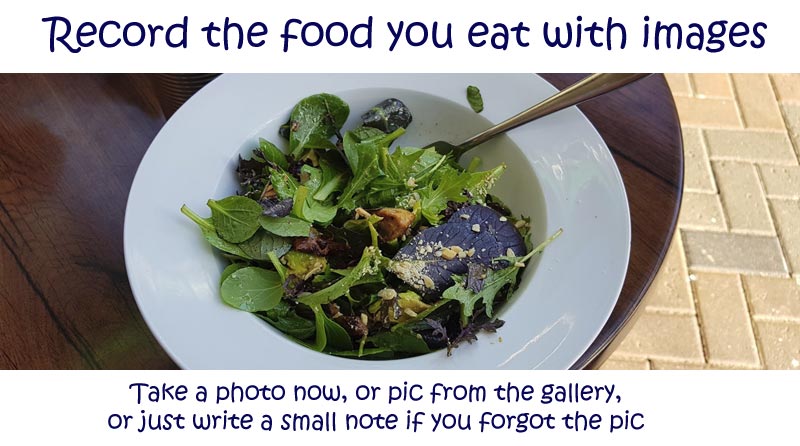 Record the food you eat with images
Take a photo now, or pic from the gallery,
or just write a small note if you forgot the pic